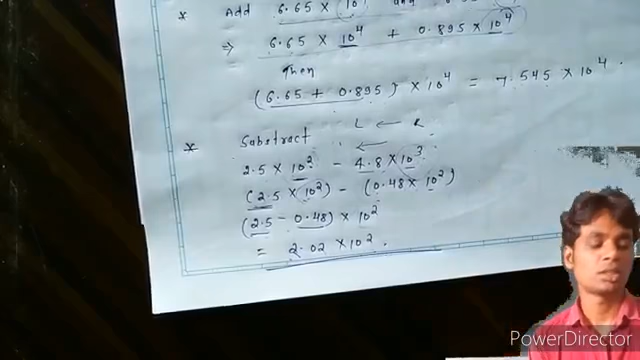 * Add 6.65 × 10 and
⇒ 6.65 × 10⁴ + 0.895 × 10⁴
Then
(6.65 + 0.895) × 10⁴ = 7.545 × 10⁴.
* Substract L ← R
2.5 × 10² - 4.8 × 10³
(2.5 × 10²) - (0.48 × 10²)
(2.5 - 0.48) × 10²
= 2.02 × 10².
PowerDirector